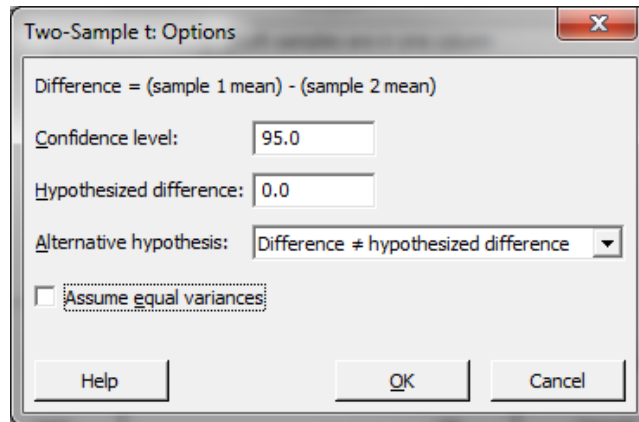 Two-Sample t: Options
Difference = (sample 1 mean) - (sample 2 mean)
Confidence level: 95.0
Hypothesized difference: 0.0
Alternative hypothesis: Difference ≠ hypothesized difference
Assume equal variances
Help OK Cancel